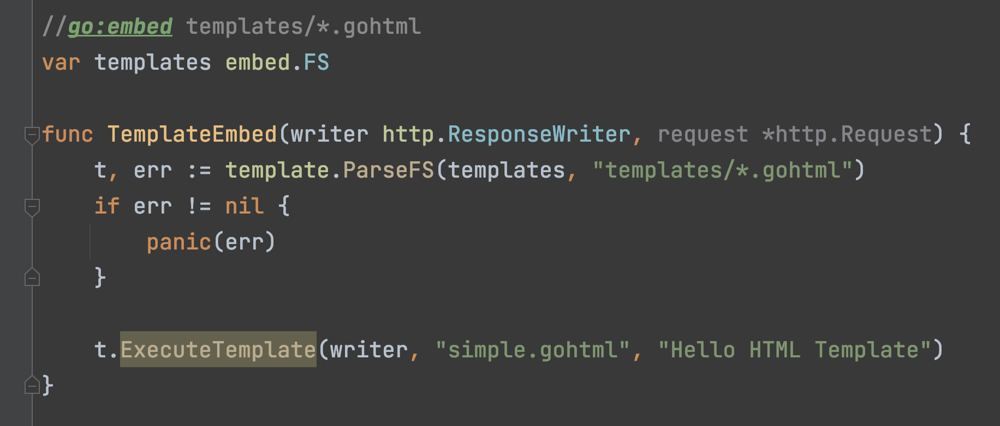 //go:embed templates/*.gohtml
var templates embed.FS
func TemplateEmbed(writer http.ResponseWriter, request *http.Request) {
t, err := template.ParseFS(templates, "templates/*.gohtml")
if err != nil {
panic(err)
}
t.ExecuteTemplate(writer, "simple.gohtml", "Hello HTML Template")
}